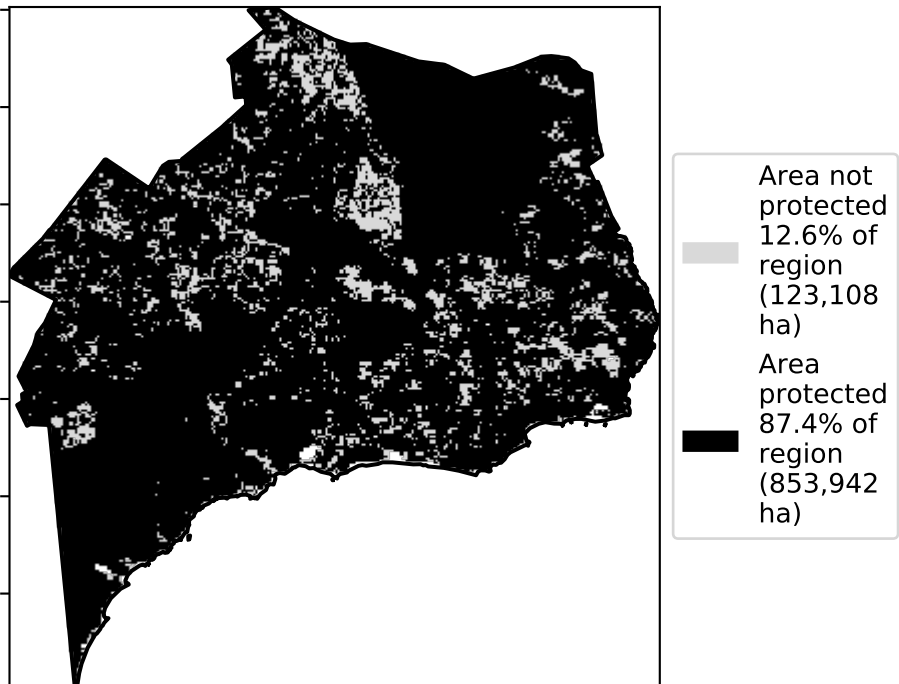 Area not
protected
12.6% of
region
(123,108
ha)
Area
protected
87.4% of
region
(853,942
ha)